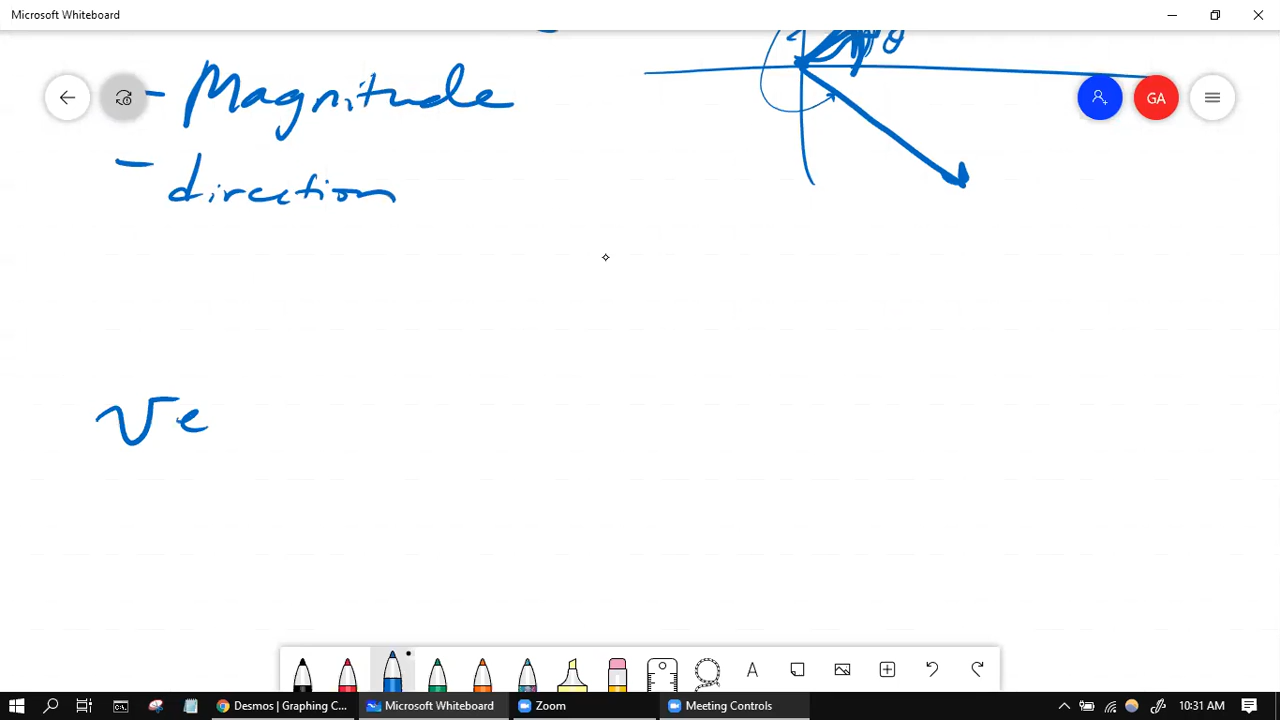 Microsoft Whiteboard
θ
- Magnitude
GA
- direction
Ve
A
Desmos | Graphing C...
Microsoft Whiteboard
Zoom
Meeting Controls
10:31 AM